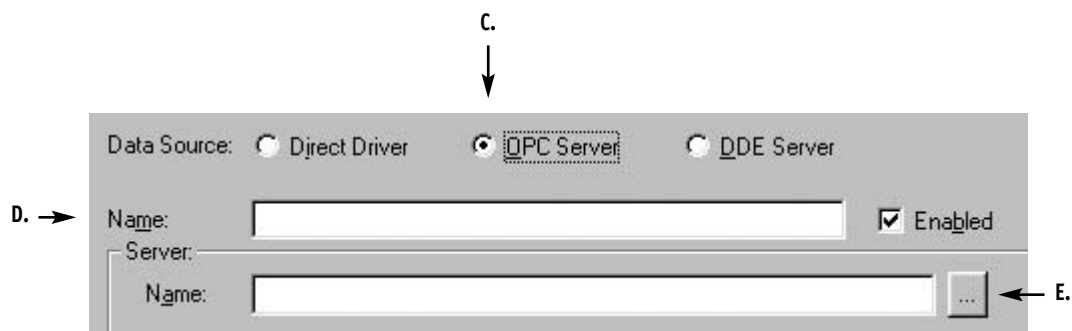 C.
Data Source: Direct Driver OPC Server DDE Server
D. Name: Enabled
Server:
Name: ... E.